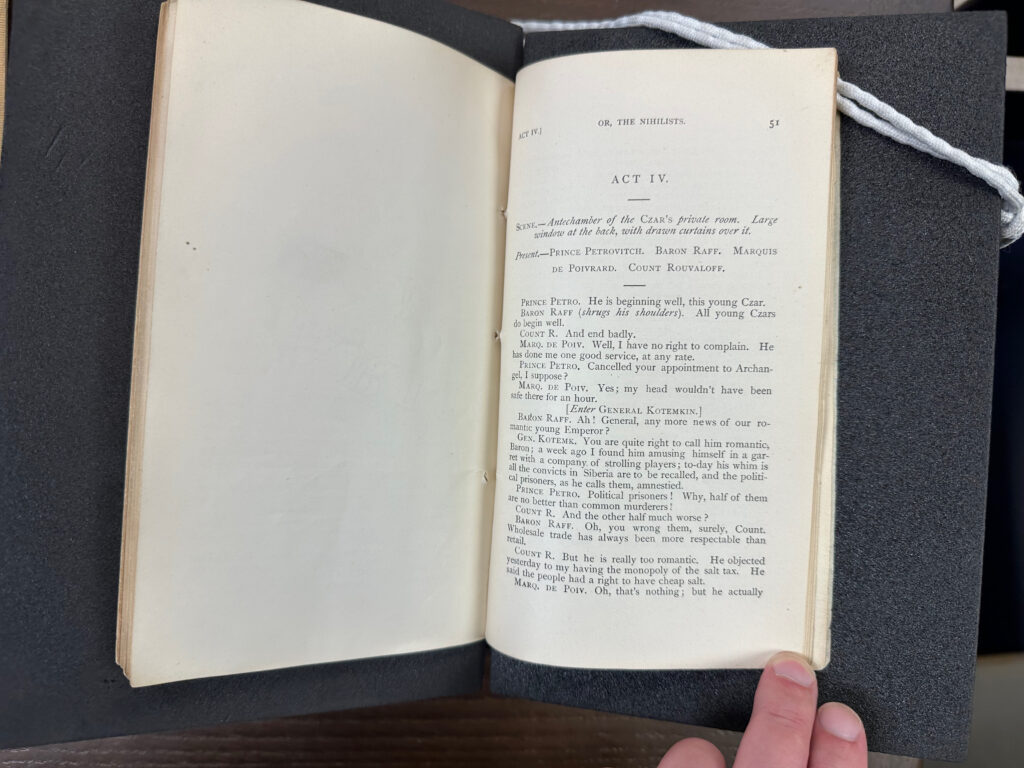 ACT IV.]
OR, THE NIHILISTS.
51
ACT IV.
SCENE.—Antechamber of the CZAR'S private room. Large
window at the back, with drawn curtains over it.
Present.—PRINCE PETROVITCH. BARON RAFF. MARQUIS
DE POIVRARD. COUNT ROUVALOFF.
PRINCE PETRO. He is beginning well, this young Czar.
BARON RAFF (shrugs his shoulders). All young Czars
do begin well.
COUNT R. And end badly.
MARQ. DE POIV. Well, I have no right to complain. He
has done me one good service, at any rate.
PRINCE PETRO. Cancelled your appointment to Archan-
gel, I suppose?
MARQ. DE POIV. Yes; my head wouldn't have been
safe there for an hour.
[Enter GENERAL KOTEMKIN.]
BARON RAFF. Ah! General, any more news of our ro-
mantic young Emperor?
GEN. KOTEMK. You are quite right to call him romantic,
Baron; a week ago I found him amusing himself in a gar-
ret with a company of strolling players; to-day his whim is
all the convicts in Siberia are to be recalled, and the politi-
cal prisoners, as he calls them, amnestied.
PRINCE PETRO. Political prisoners! Why, half of them
are no better than common murderers!
COUNT R. And the other half much worse?
BARON RAFF. Oh, you wrong them, surely, Count.
Wholesale trade has always been more respectable than
retail.
COUNT R. But he is really too romantic. He objected
yesterday to my having the monopoly of the salt tax. He
said the people had a right to have cheap salt.
MARQ. DE POIV. Oh, that's nothing; but he actually